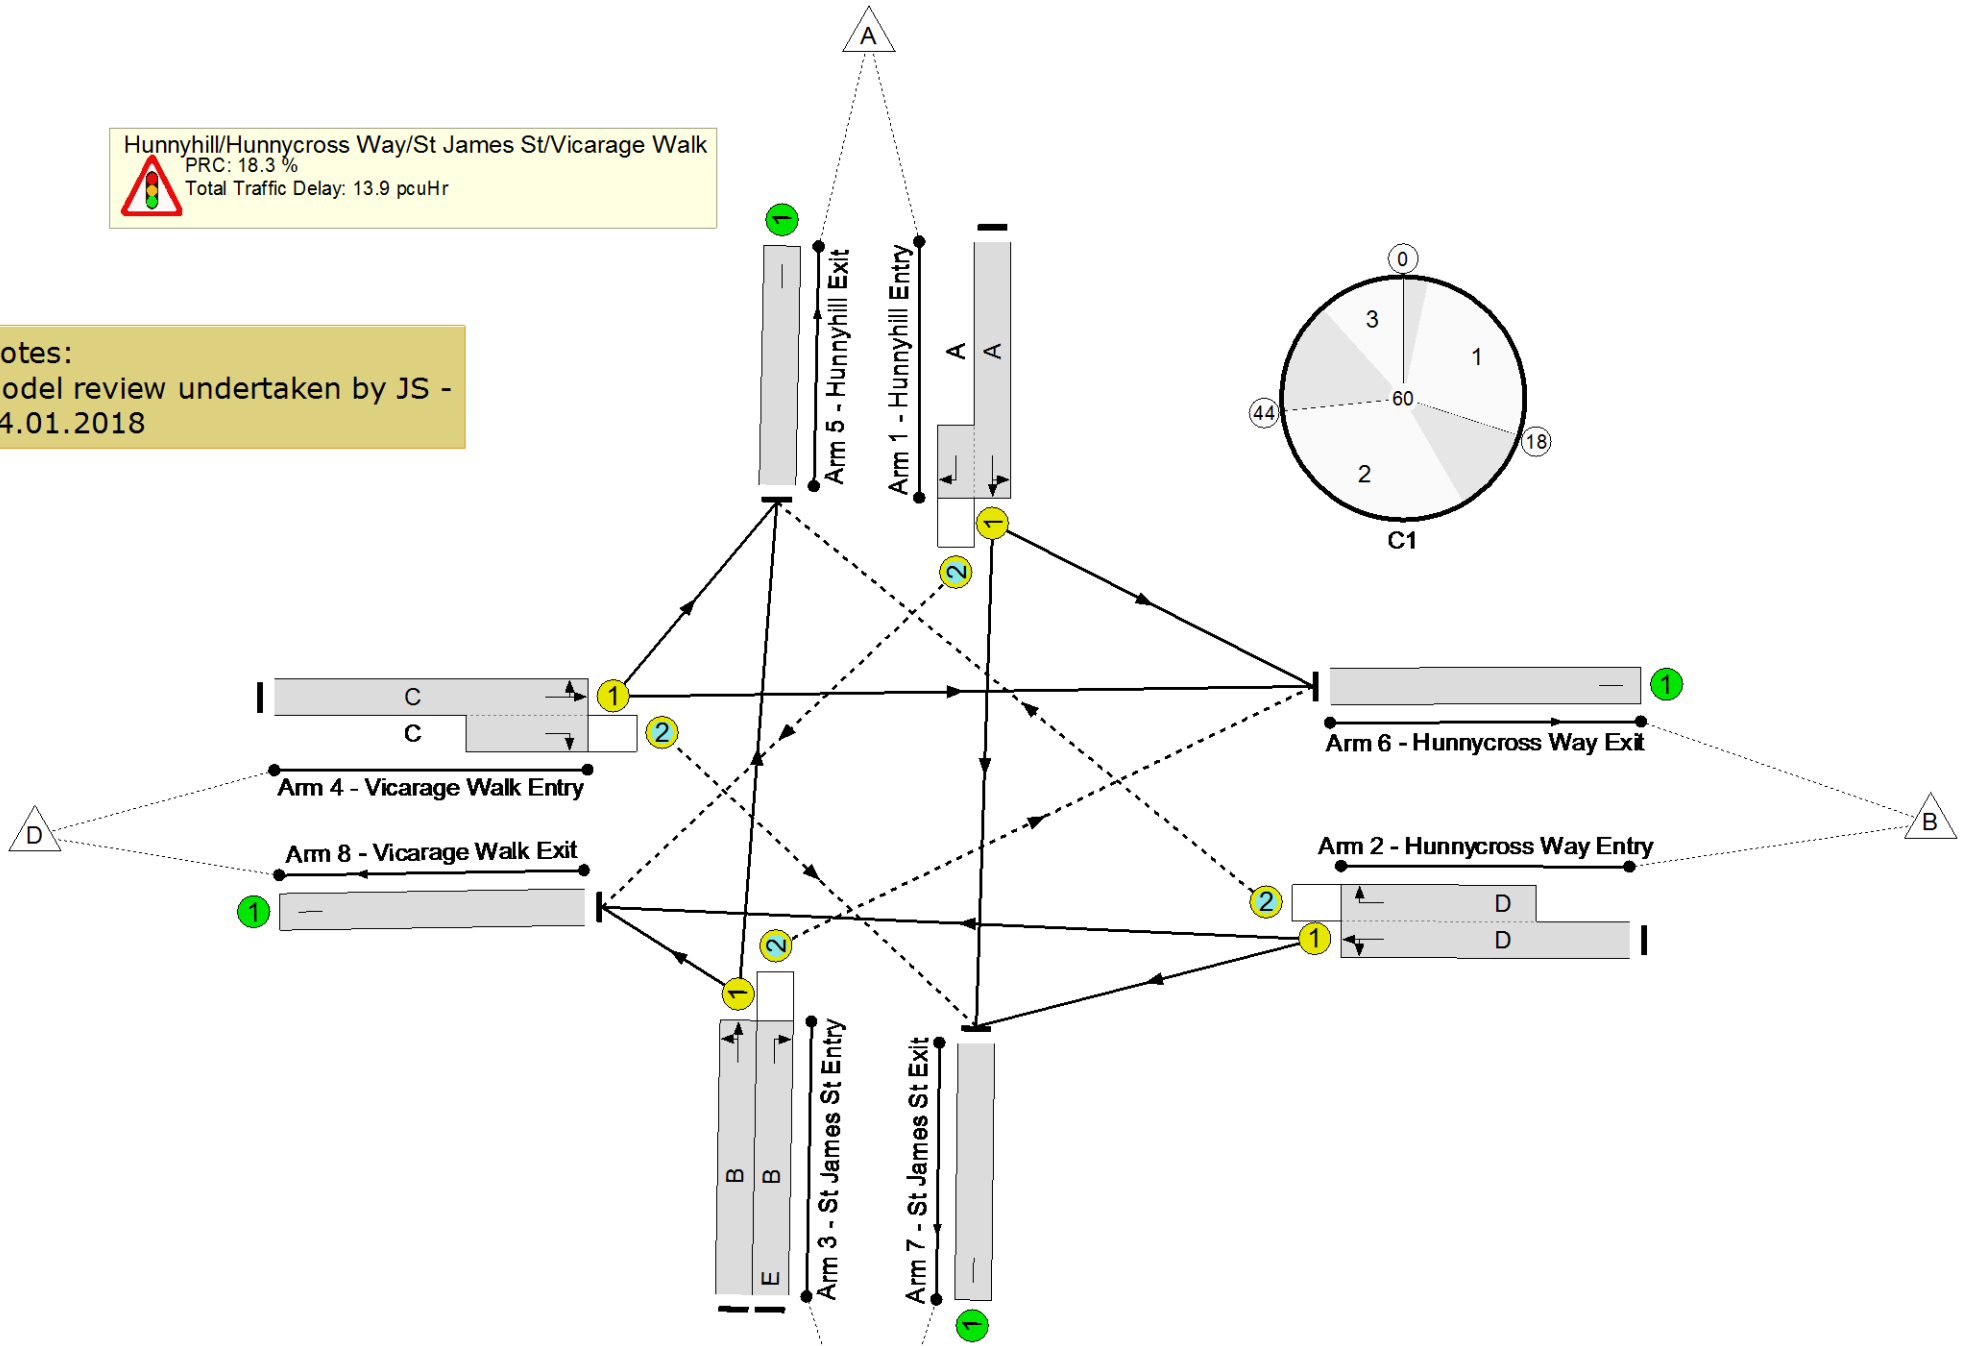 A
Hunnyhill/Hunnycross Way/St James St/Vicarage Walk
PRC: 18.3 %
Total Traffic Delay: 13.9 pcuHr
otes:
odel review undertaken by JS -
4.01.2018
1
Arm 5 - Hunnyhill Exit
Arm 1 - Hunnyhill Entry
A
A
1
2
0
3
1
60
44
18
2
C1
C
C
1
2
Arm 4 - Vicarage Walk Entry
D
Arm 8 - Vicarage Walk Exit
1
1
Arm 6 - Hunnycross Way Exit
B
Arm 2 - Hunnycross Way Entry
2
D
1
D
2
1
B
B
E
Arm 3 - St James St Entry
Arm 7 - St James St Exit
1